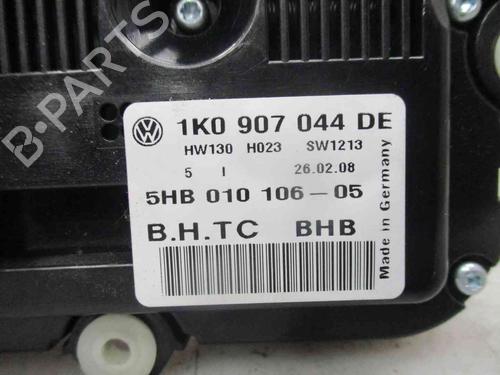 B-PARTS
1K0 907 044 DE
HW130 H023 SW1213
5 I 26.02.08
5HB 010 106-05
B.H.TC BHB
Made in Germany